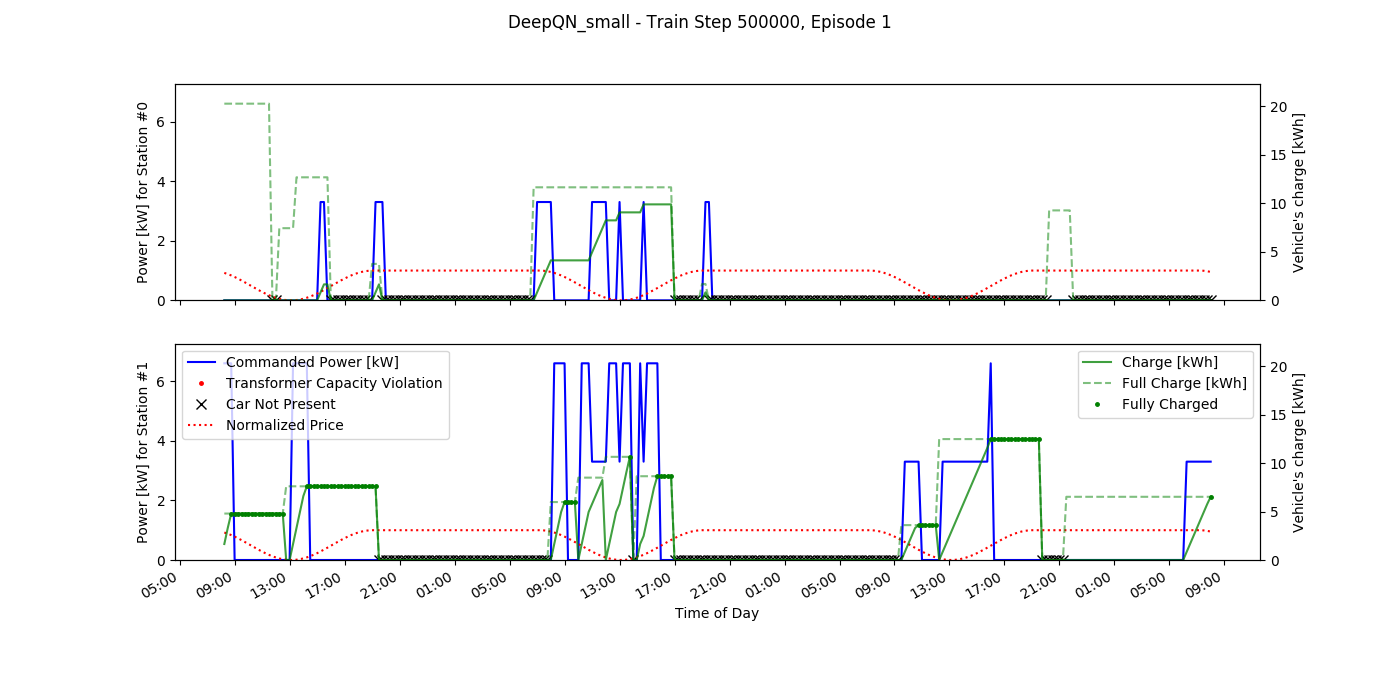 DeepQN_small - Train Step 500000, Episode 1
Power [kW] for Station #0
6
4
2
0
20
15
10
5
0
Vehicle's charge [kWh]
Power [kW] for Station #1
6
4
2
0
Commanded Power [kW]
Transformer Capacity Violation
Car Not Present
Normalized Price
Charge [kWh]
Full Charge [kWh]
Fully Charged
20
15
10
5
0
Vehicle's charge [kWh]
05:00 09:00 13:00 17:00 21:00 01:00 05:00 09:00 13:00 17:00 21:00 01:00 05:00 09:00 13:00 17:00 21:00 01:00 05:00 09:00
Time of Day